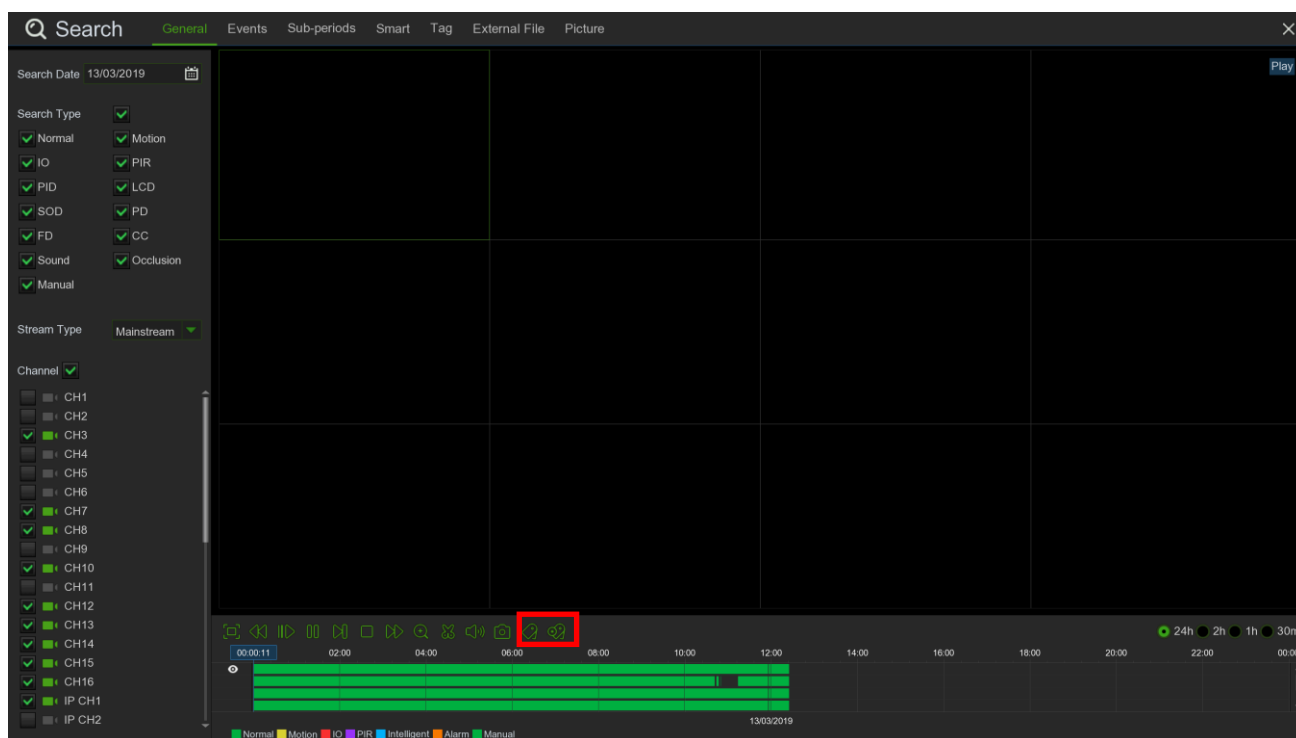 Search General Events Sub-periods Smart Tag External File Picture
Search Date 13/03/2019
Play
Search Type
Normal Motion
IO PIR
PID LCD
SOD PD
FD CC
Sound Occlusion
Manual
Stream Type Mainstream
Channel
CH1
CH2
CH3
CH4
CH5
CH6
CH7
CH8
CH9
CH10
CH11
CH12
CH13
CH14
CH15
CH16
IP CH1
IP CH2
24h 2h 1h 30m
00:00:11 02:00 04:00 06:00 08:00 10:00 12:00 14:00 16:00 18:00 20:00 22:00
13/03/2019
Normal Motion IO PIR Intelligent Alarm Manual